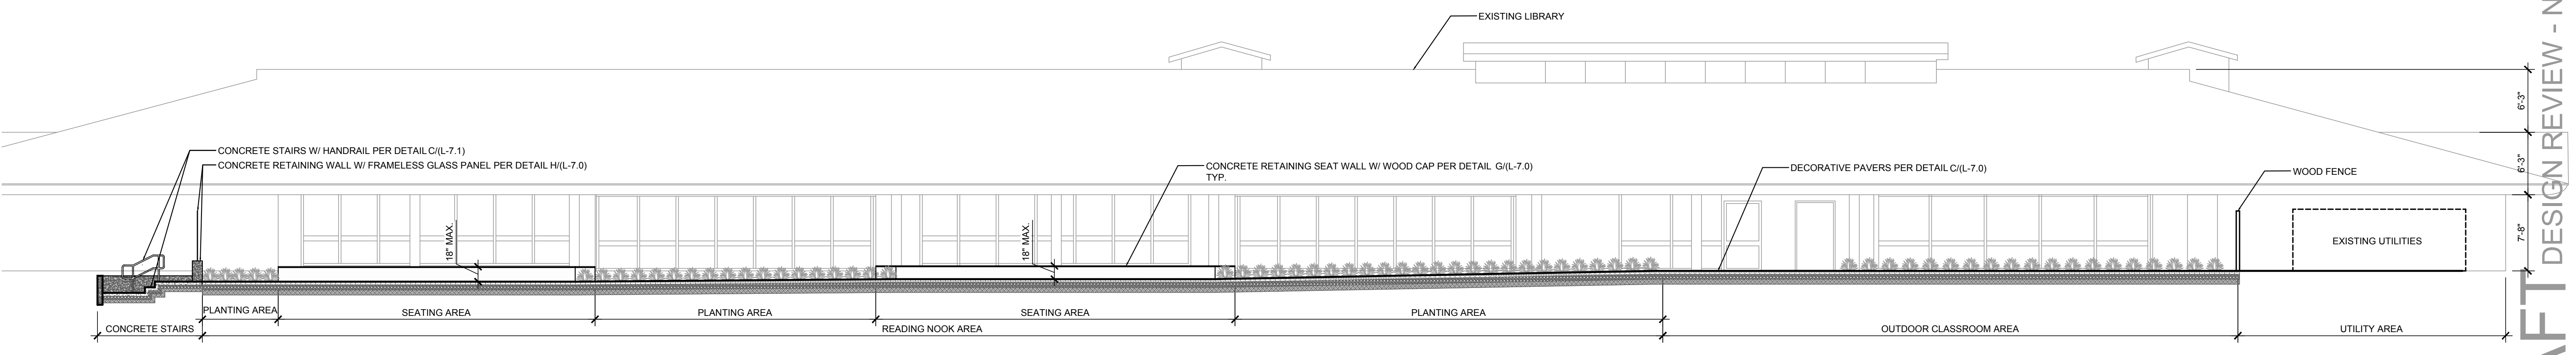 EXISTING LIBRARY
6'-3"
CONCRETE STAIRS W/ HANDRAIL PER DETAIL C/(L-7.1)
CONCRETE RETAINING WALL W/ FRAMELESS GLASS PANEL PER DETAIL H/(L-7.0)
CONCRETE RETAINING SEAT WALL W/ WOOD CAP PER DETAIL G/(L-7.0)
TYP.
DECORATIVE PAVERS PER DETAIL C/(L-7.0)
WOOD FENCE
6'-3"
18" MAX.
18" MAX.
EXISTING UTILITIES
7'-8"
PLANTING AREA
SEATING AREA
PLANTING AREA
SEATING AREA
PLANTING AREA
CONCRETE STAIRS
READING NOOK AREA
OUTDOOR CLASSROOM AREA
UTILITY AREA
DESIGN REVIEW - N
AFT